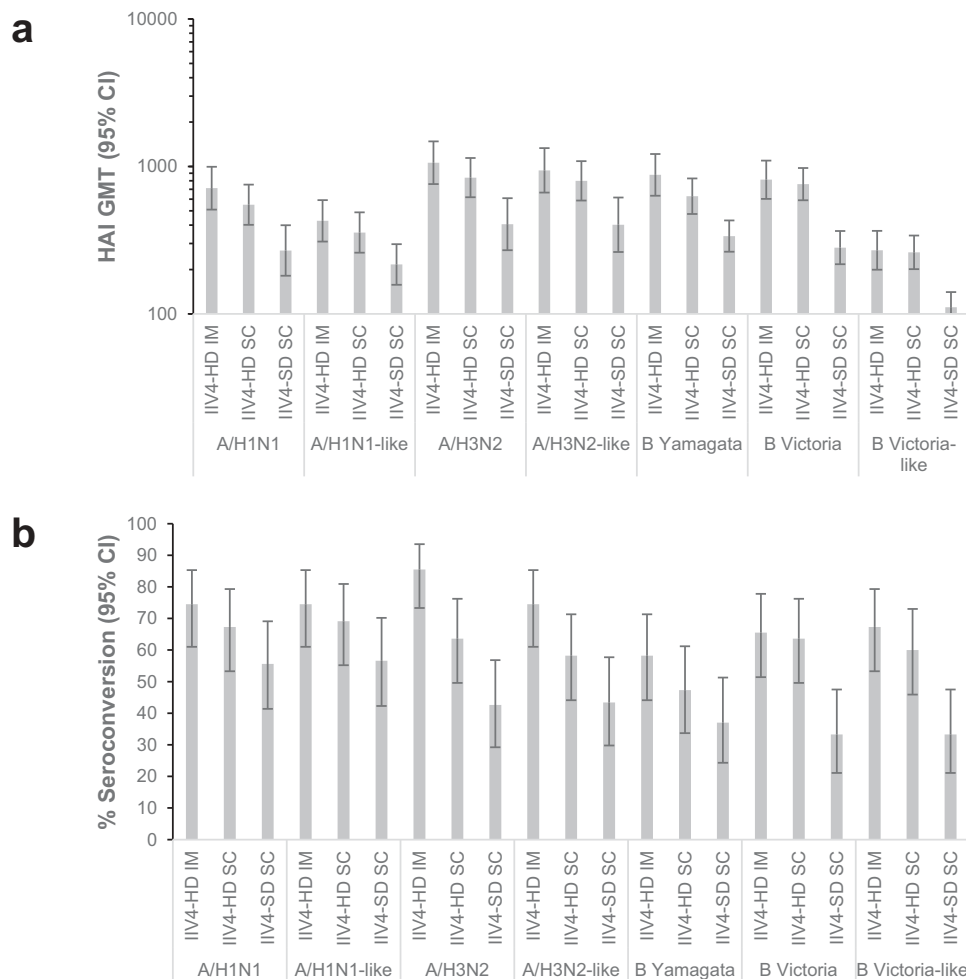 a
HAI GMT (95% CI)
10000
1000
100
IIV4-HD IM
IIV4-HD SC
IIV4-SD SC
IIV4-HD IM
IIV4-HD SC
IIV4-SD SC
IIV4-HD IM
IIV4-HD SC
IIV4-SD SC
IIV4-HD IM
IIV4-HD SC
IIV4-SD SC
IIV4-HD IM
IIV4-HD SC
IIV4-SD SC
IIV4-HD IM
IIV4-HD SC
IIV4-SD SC
IIV4-HD IM
IIV4-HD SC
IIV4-SD SC
A/H1N1
A/H1N1-like
A/H3N2
A/H3N2-like
B Yamagata
B Victoria
B Victoria-
like
b
% Seroconversion (95% CI)
100
90
80
70
60
50
40
30
20
10
0
IIV4-HD IM
IIV4-HD SC
IIV4-SD SC
IIV4-HD IM
IIV4-HD SC
IIV4-SD SC
IIV4-HD IM
IIV4-HD SC
IIV4-SD SC
IIV4-HD IM
IIV4-HD SC
IIV4-SD SC
IIV4-HD IM
IIV4-HD SC
IIV4-SD SC
IIV4-HD IM
IIV4-HD SC
IIV4-SD SC
IIV4-HD IM
IIV4-HD SC
IIV4-SD SC
A/H1N1
A/H1N1-like
A/H3N2
A/H3N2-like
B Yamagata
B Victoria
B Victoria-like